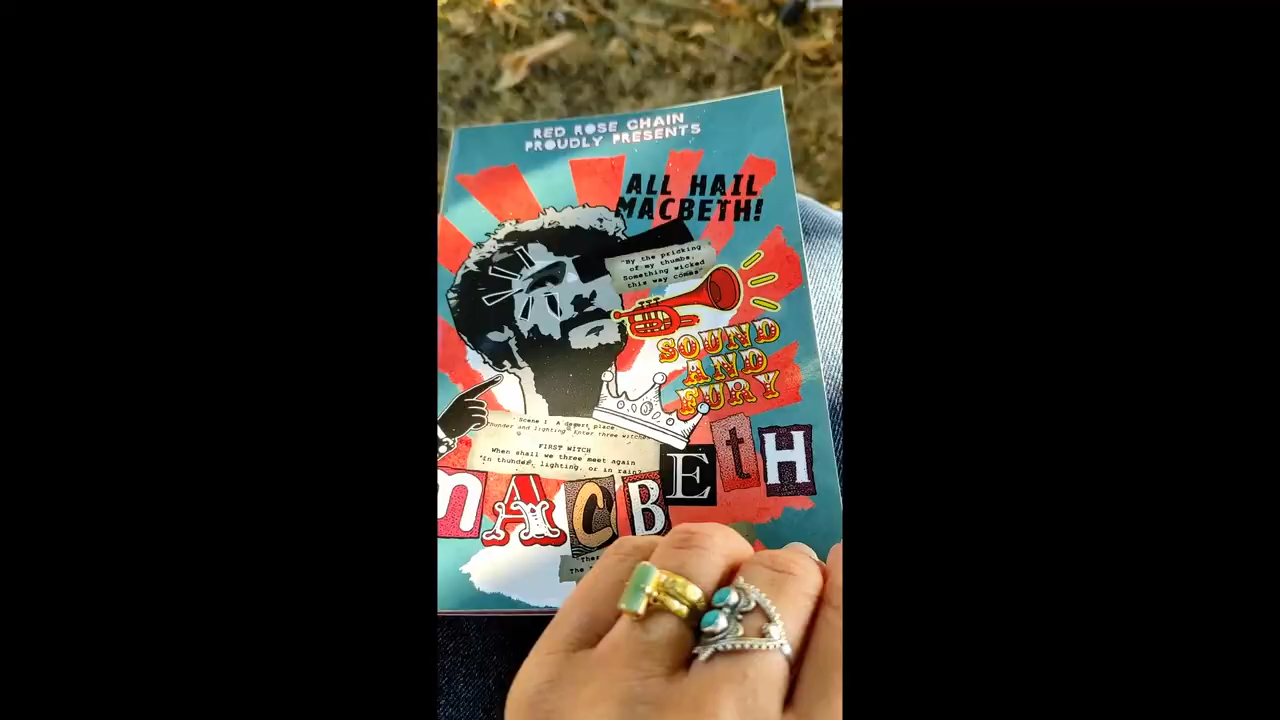 RED ROSE CHAIN
PROUDLY PRESENTS
ALL HAIL
MACBETH!
"By the pricking
of my thumbs,
Something wicked
this way comes"
SOUND
AND
FURY
Scene 1 A desert place.
Thunder and lighting. Enter three witches
FIRST WITCH
When shall we three meet again
"In thunder, lighting, or in rain?
mACBEtH
The